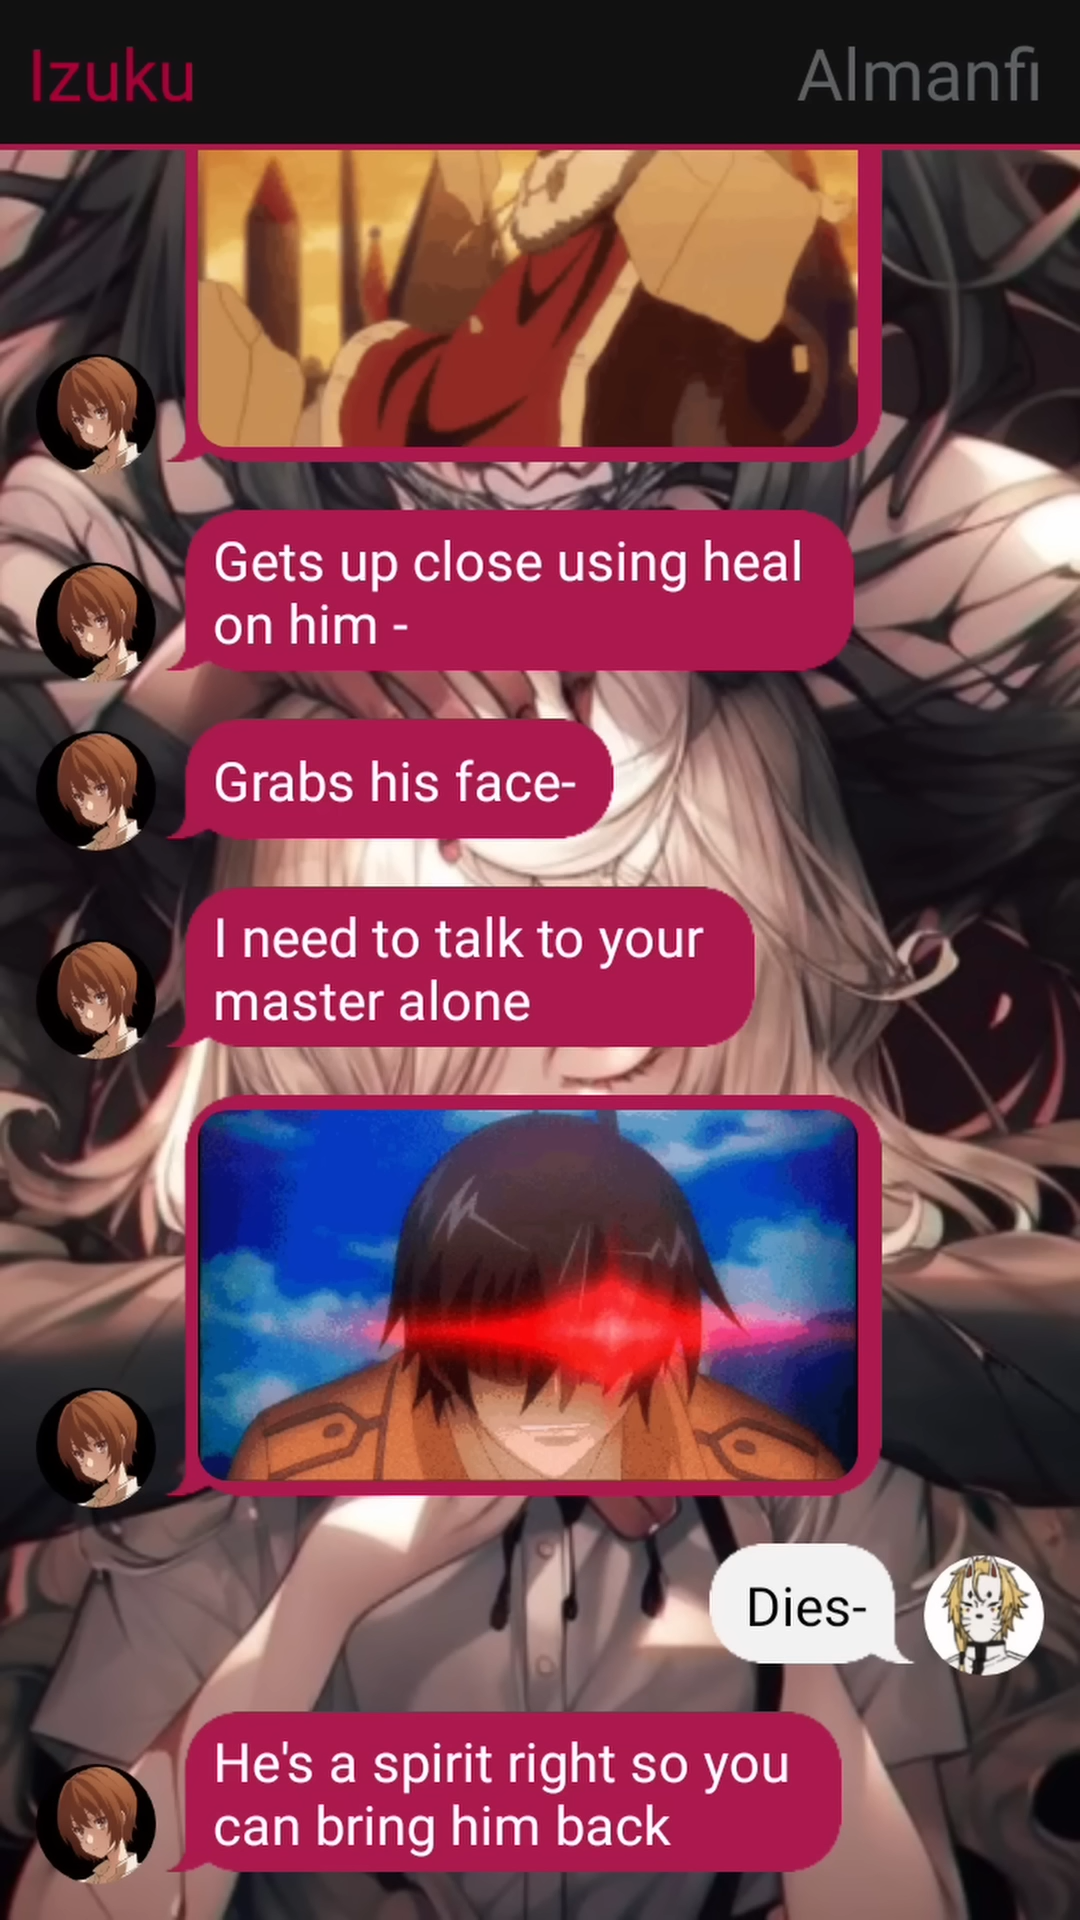 Izuku
Almanfi
Gets up close using heal
on him -
Grabs his face-
I need to talk to your
master alone
Dies-
He's a spirit right so you
can bring him back